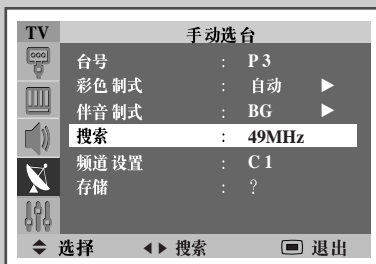 TV 手动选台
台号 : P 3
彩色 制式 : 自动 ▶
伴音 制式 : BG ▶
搜索 : 49MHz
频道 设置 : C 1
存储 : ?
选择 搜索 退出